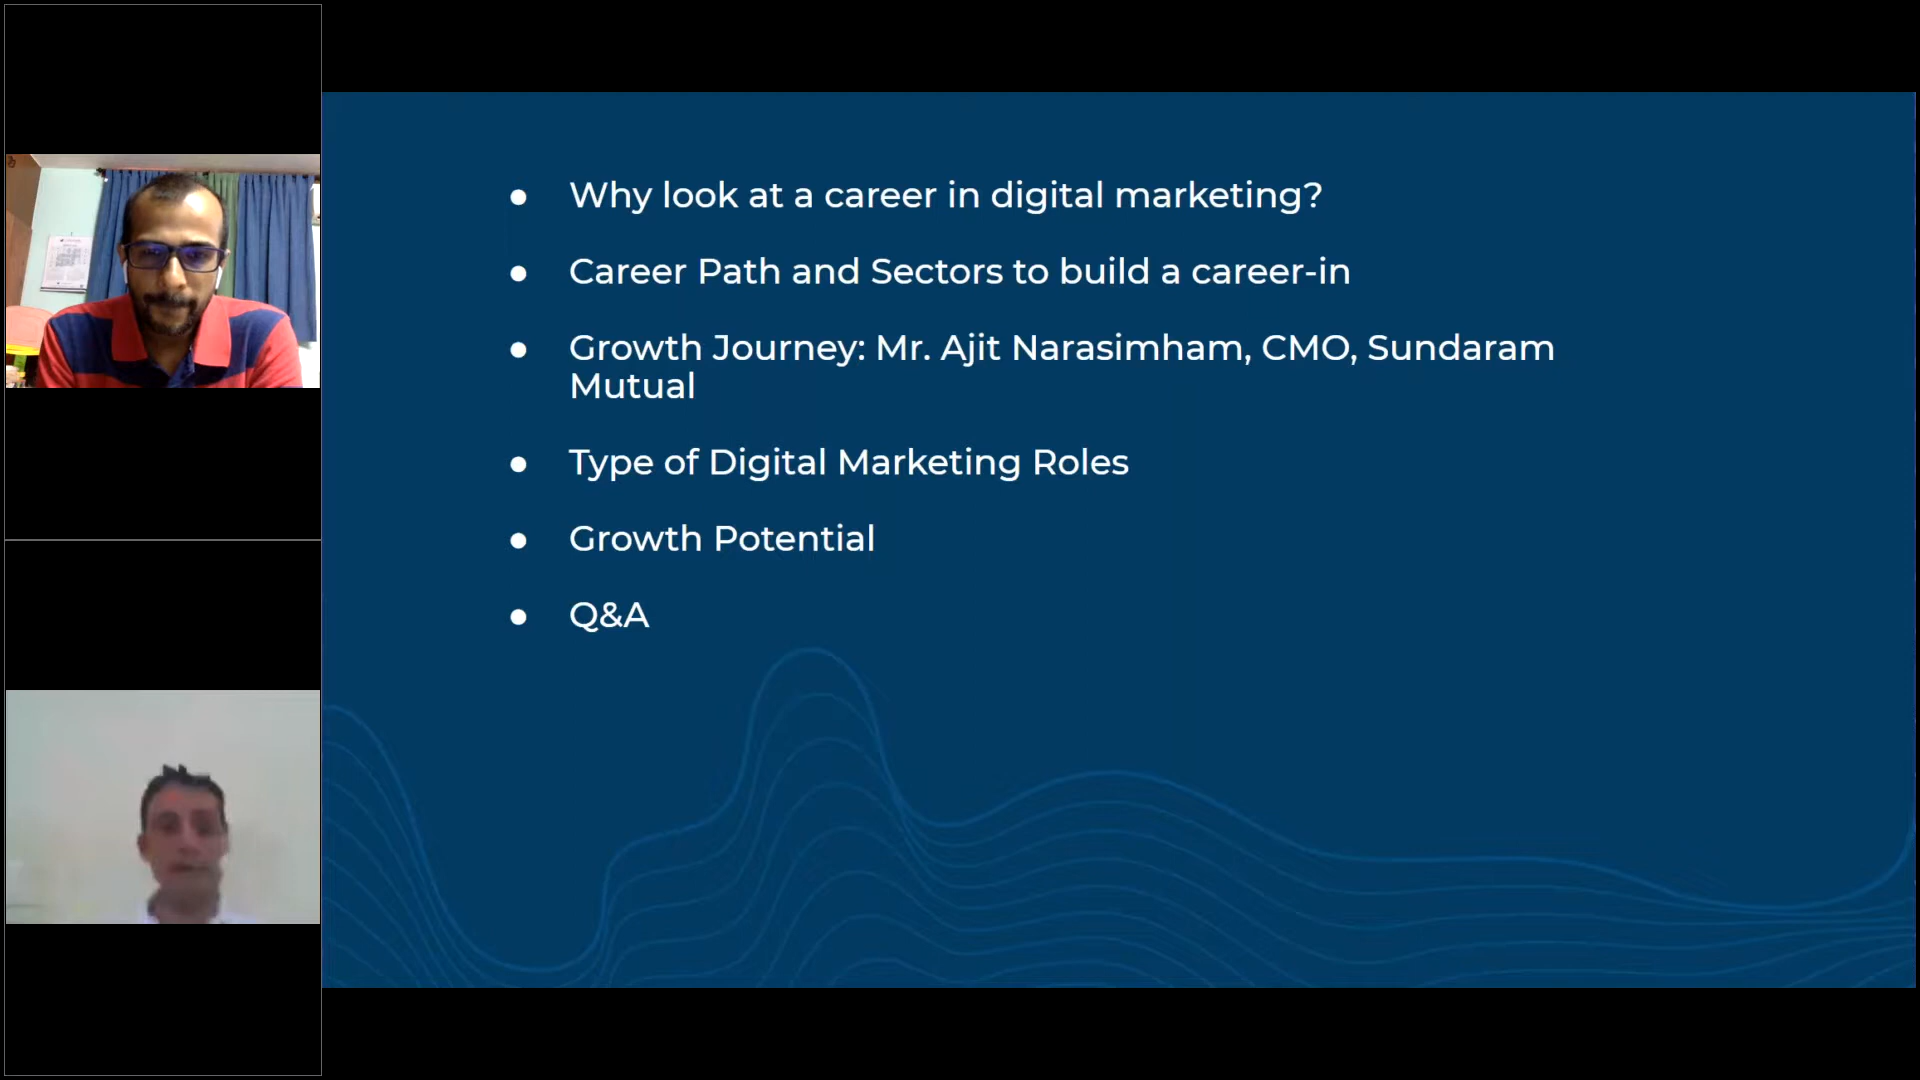 Why look at a career in digital marketing?
Career Path and Sectors to build a career-in
Growth Journey: Mr. Ajit Narasimham, CMO, Sundaram
Mutual
Type of Digital Marketing Roles
Growth Potential
Q&A